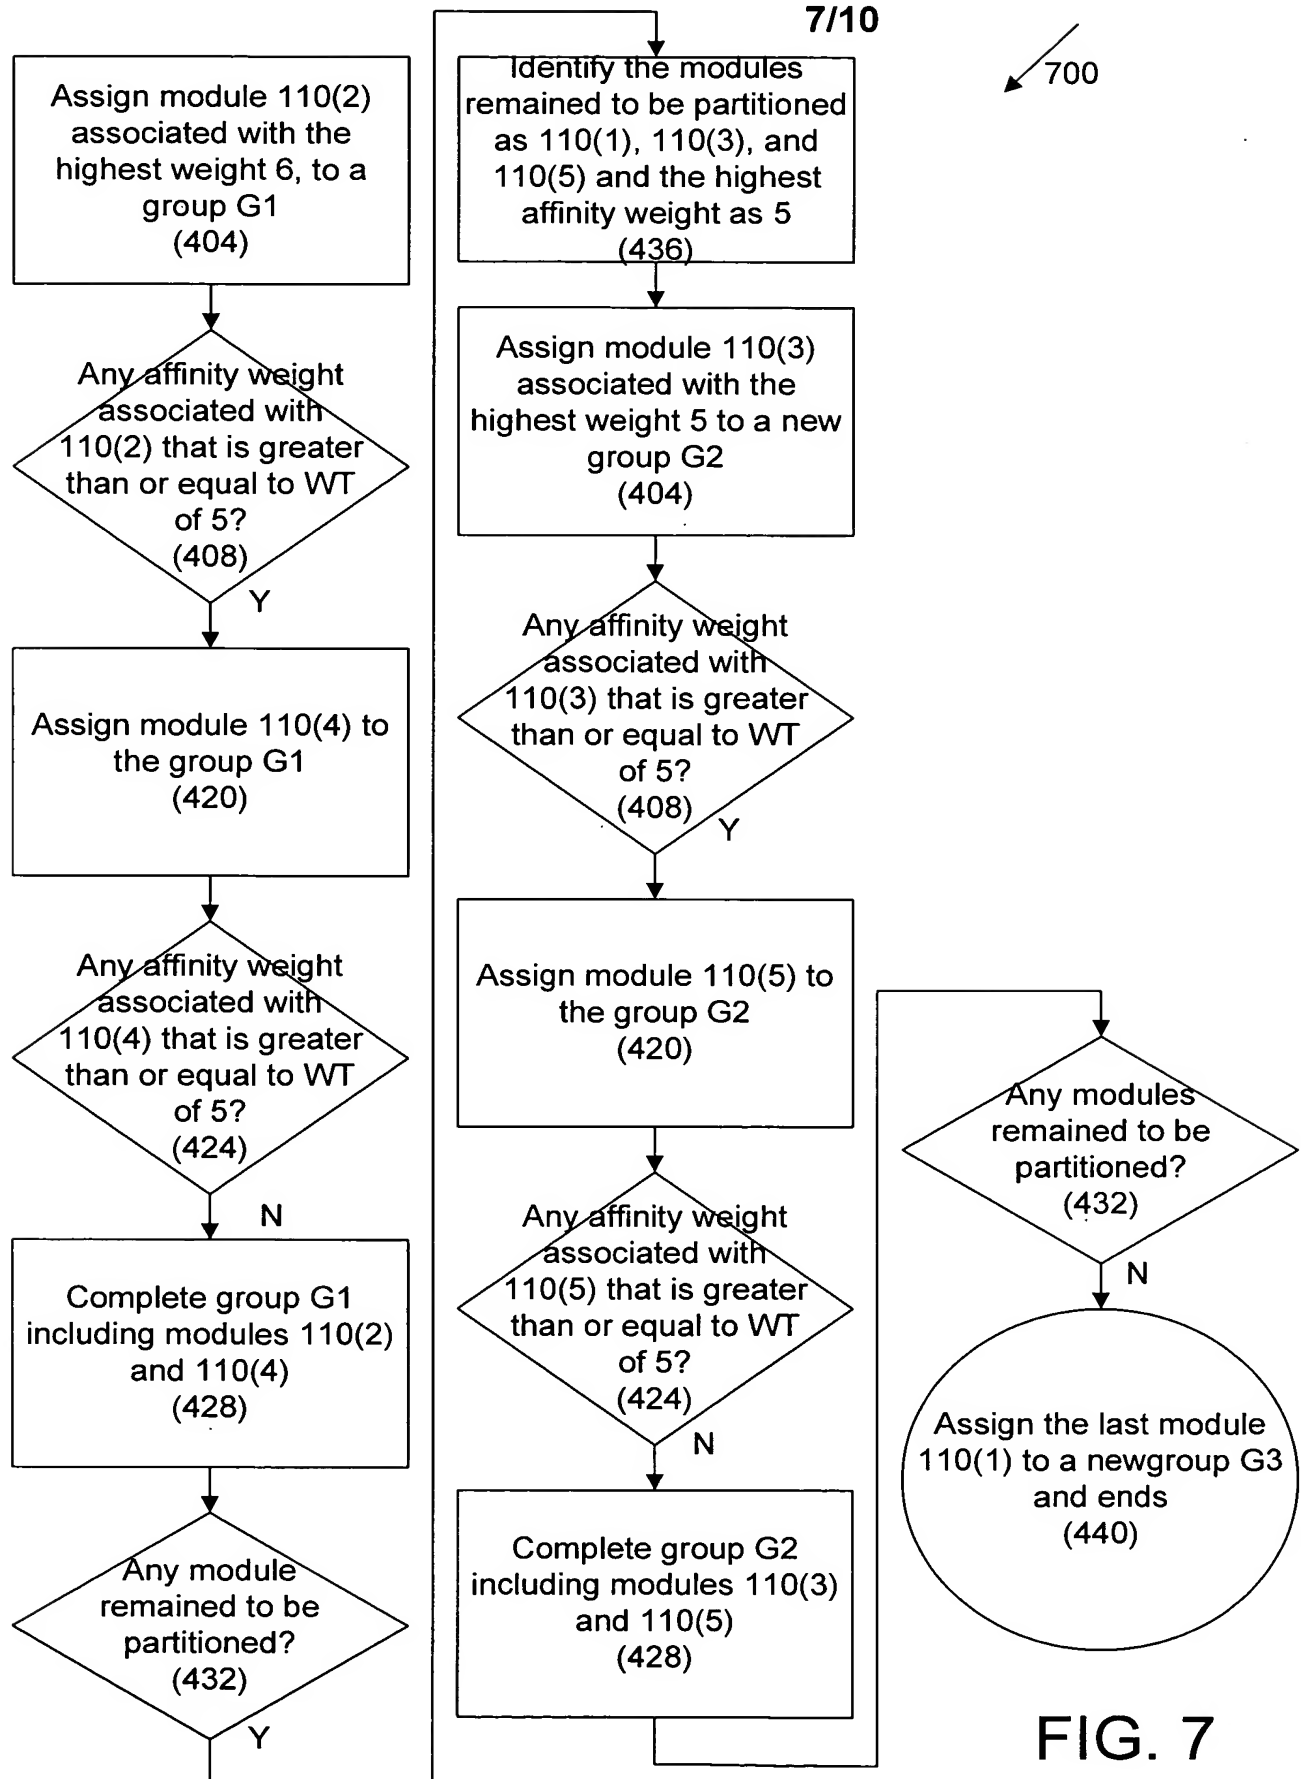 7/10
700
Assign module 110(2)
associated with the
highest weight 6, to a
group G1
(404)
Any affinity weight
associated with
110(2) that is greater
than or equal to WT
of 5?
(408)
Y
Assign module 110(4) to
the group G1
(420)
Any affinity weight
associated with
110(4) that is greater
than or equal to WT
of 5?
(424)
N
Complete group G1
including modules 110(2)
and 110(4)
(428)
Any module
remained to be
partitioned?
(432)
Y
Identify the modules
remained to be partitioned
as 110(1), 110(3), and
110(5) and the highest
affinity weight as 5
(436)
Assign module 110(3)
associated with the
highest weight 5 to a new
group G2
(404)
Any affinity weight
associated with
110(3) that is greater
than or equal to WT
of 5?
(408)
Y
Assign module 110(5) to
the group G2
(420)
Any affinity weight
associated with
110(5) that is greater
than or equal to WT
of 5?
(424)
N
Complete group G2
including modules 110(3)
and 110(5)
(428)
Any modules
remained to be
partitioned?
(432)
N
Assign the last module
110(1) to a newgroup G3
and ends
(440)
FIG. 7